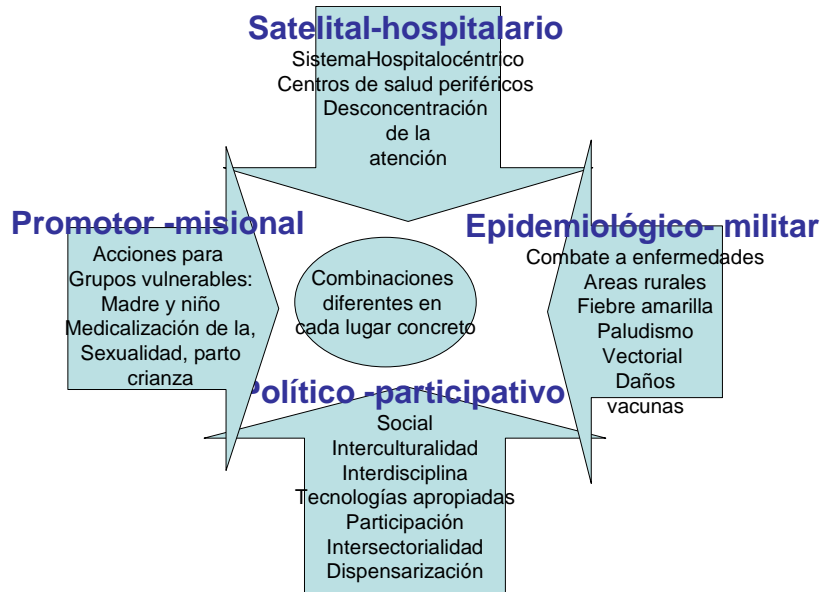 Satelital-hospitalario
SistemaHospitalocéntrico
Centros de salud periféricos
Desconcentración
de la
atención
Promotor -misional
Acciones para
Grupos vulnerables:
Madre y niño
Medicalización de la,
Sexualidad, parto
crianza
Combinaciones
diferentes en
cada lugar concreto
Epidemiológico- militar
Combate a enfermedades
Areas rurales
Fiebre amarilla
Paludismo
Vectorial
Daños
vacunas
Político -participativo
Social
Interculturalidad
Interdisciplina
Tecnologías apropiadas
Participación
Intersectorialidad
Dispensarización